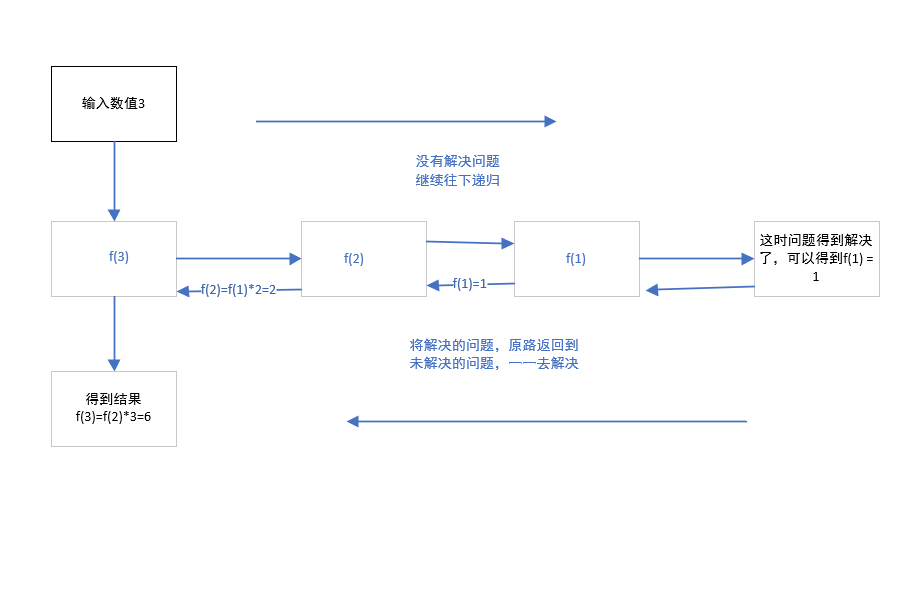 输入数值3
没有解决问题
继续往下递归
f(3)
f(2)
f(1)
这时问题得到解决
了，可以得到f(1) =
1
f(2)=f(1)*2=2
f(1)=1
将解决的问题，原路返回到
未解决的问题，一一去解决
得到结果
f(3)=f(2)*3=6